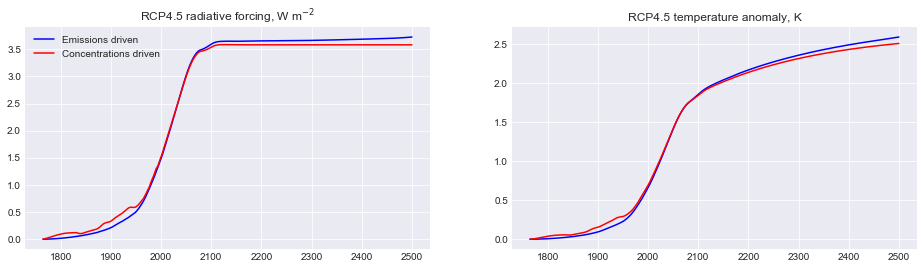 RCP4.5 radiative forcing, W m⁻²
Emissions driven
Concentrations driven
3.5
3.0
2.5
2.0
1.5
1.0
0.5
0.0
1800 1900 2000 2100 2200 2300 2400 2500
RCP4.5 temperature anomaly, K
2.5
2.0
1.5
1.0
0.5
0.0
1800 1900 2000 2100 2200 2300 2400 2500